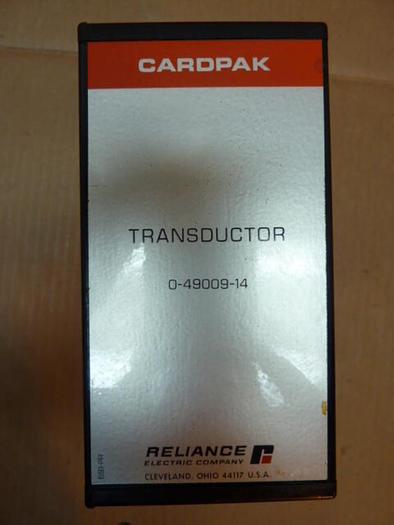 CARDPAK
TRANSDUCTOR
0-49009-14
RELIANCE
ELECTRIC COMPANY
CLEVELAND, OHIO 44117 U.S.A.